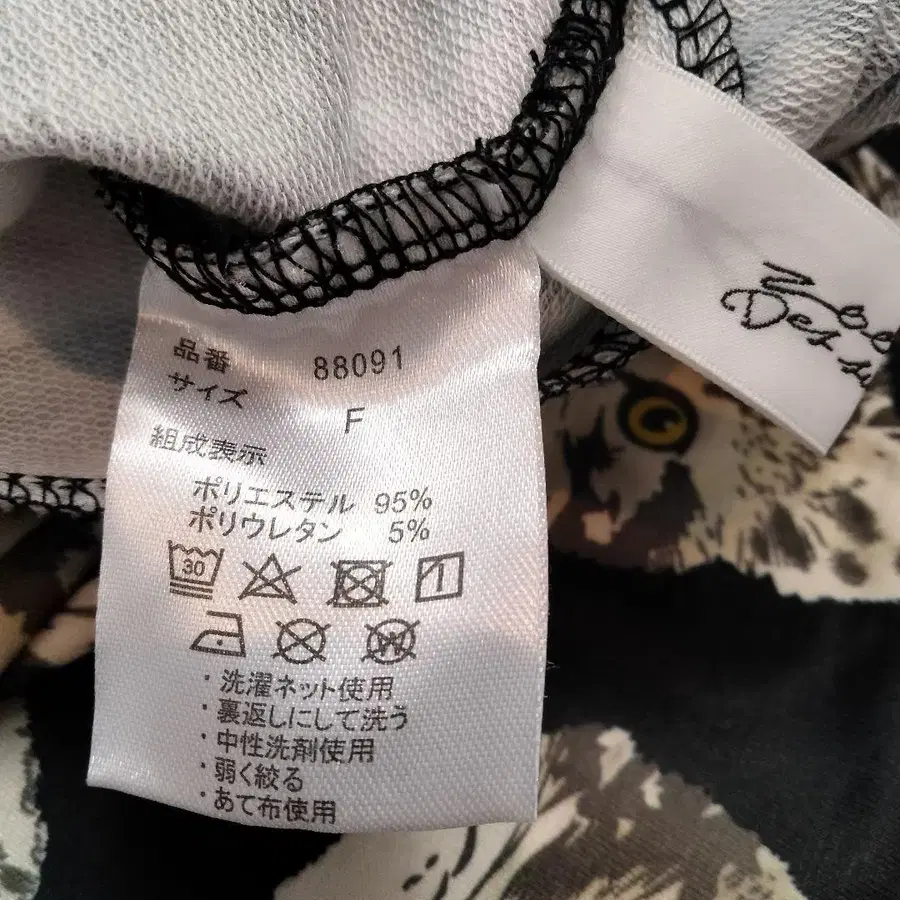 品番 88091
サイズ F
組成表示
ポリエステル 95%
ポリウレタン 5%
30
W
・洗濯ネット使用
・裏返しにして洗う
・中性洗剤使用
・弱く絞る
・あて布使用